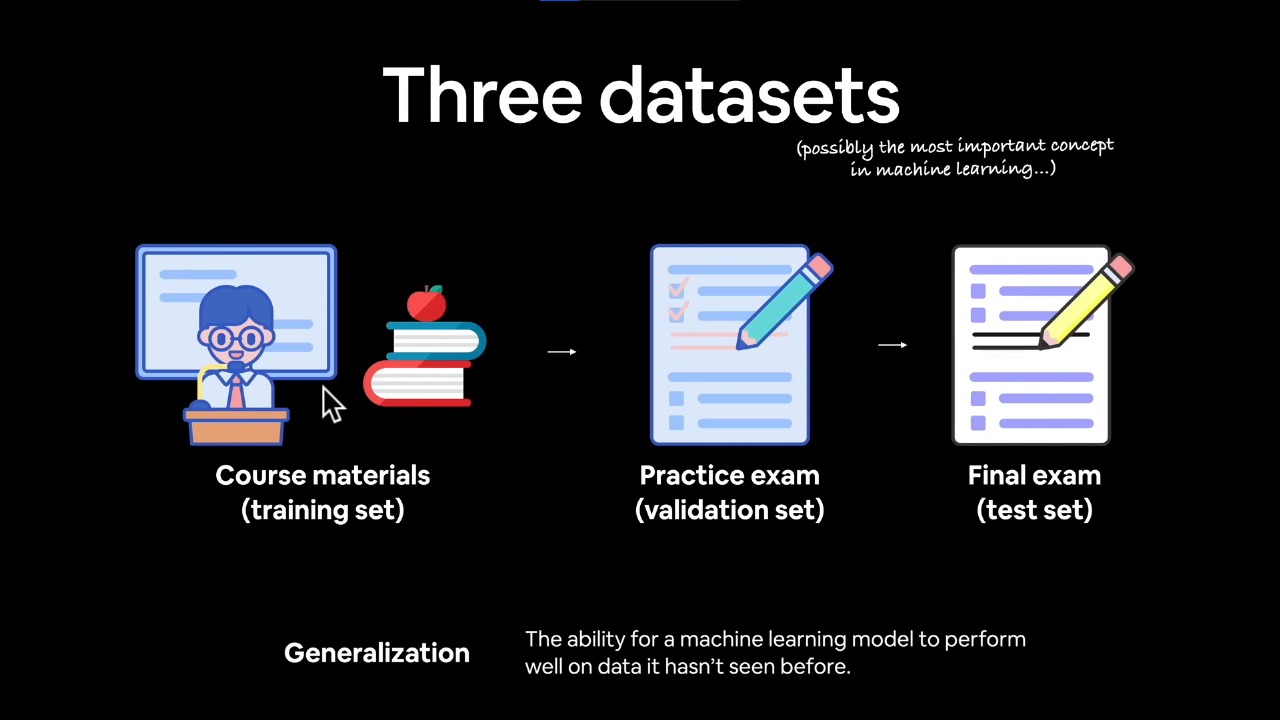 Three datasets
(possibly the most important concept
in machine learning...)
Course materials
(training set)
Practice exam
(validation set)
Final exam
(test set)
Generalization
The ability for a machine learning model to perform
well on data it hasn’t seen before.